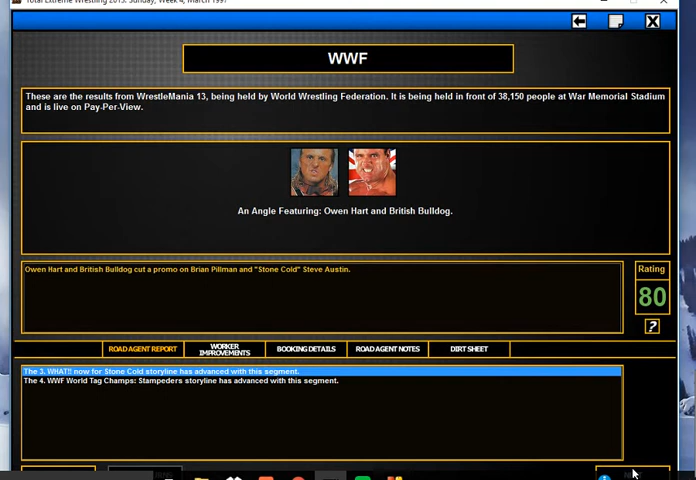 Total Extreme Wrestling 2013: Sunday, Week 4, March 1997
WWF
These are the results from WrestleMania 13, being held by World Wrestling Federation. It is being held in front of 38,150 people at War Memorial Stadium
and is live on Pay-Per-View.
An Angle Featuring: Owen Hart and British Bulldog.
Owen Hart and British Bulldog cut a promo on Brian Pillman and "Stone Cold" Steve Austin.
Rating
80
?
ROAD AGENT REPORT
WORKER
IMPROVEMENTS
BOOKING DETAILS
ROAD AGENT NOTES
DIRT SHEET
The 3. WHAT!! now for Stone Cold storyline has advanced with this segment.
The 4. WWF World Tag Champs: Stampeders storyline has advanced with this segment.